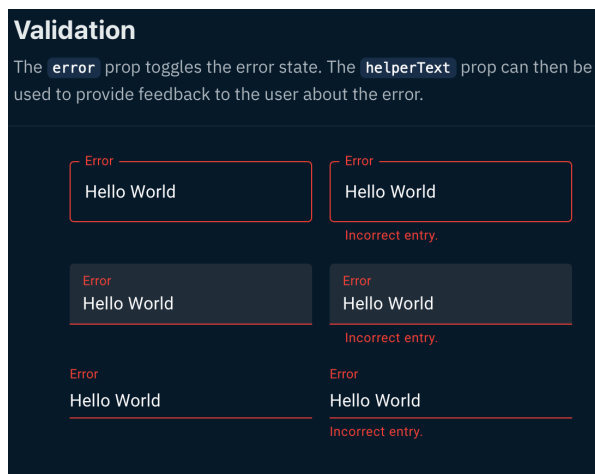 Validation
The error prop toggles the error state. The helperText prop can then be
used to provide feedback to the user about the error.
Error Error
Hello World Hello World
Incorrect entry.
Error Error
Hello World Hello World
Incorrect entry.
Error Error
Hello World Hello World
Incorrect entry.